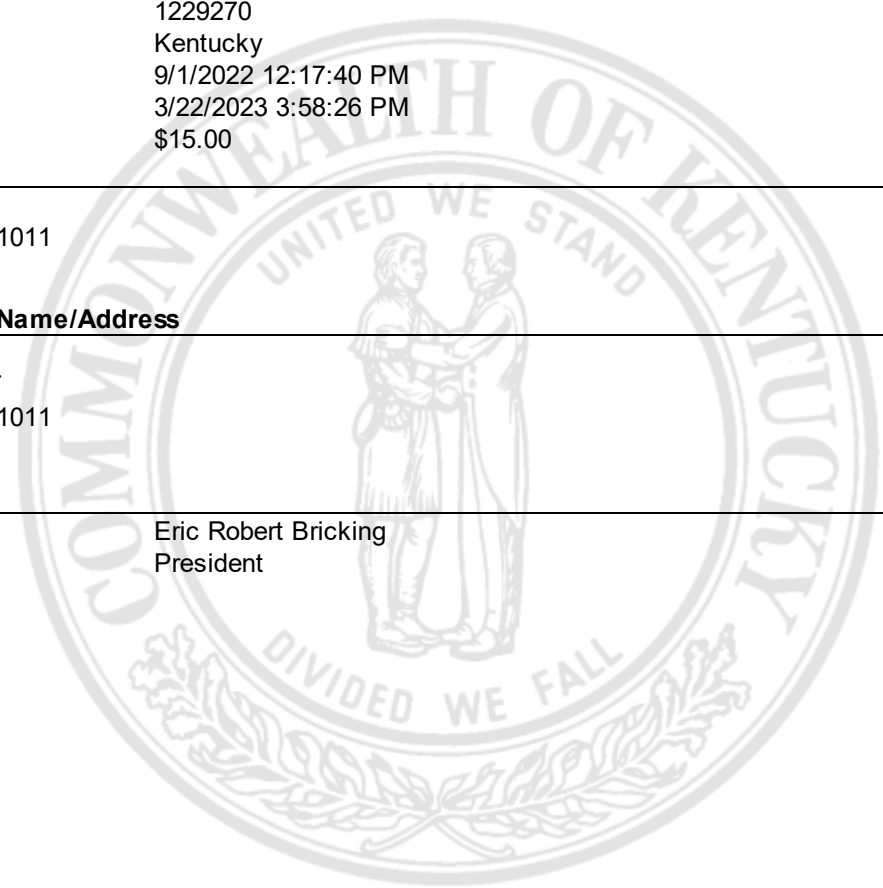 1229270
Kentucky
9/1/2022 12:17:40 PM
3/22/2023 3:58:26 PM
$15.00
1011
Name/Address
1011
Eric Robert Bricking
President
COMMONWEALTH OF KENTUCKY
UNITED WE STAND
DIVIDED WE FALL